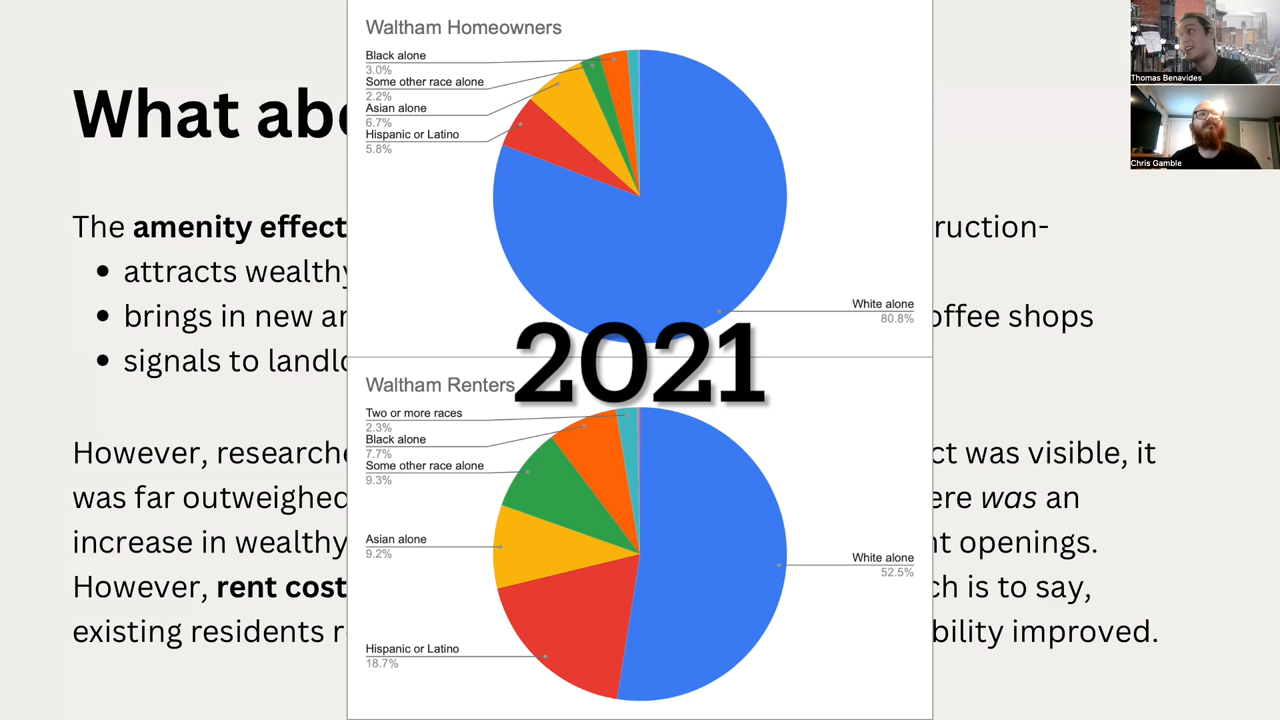 Waltham Homeowners
Black alone
3.0%
Some other race alone
2.2%
Asian alone
6.7%
Hispanic or Latino
5.8%
White alone
80.8%
2021
Waltham Renters
Two or more races
2.3%
Black alone
7.7%
Some other race alone
9.3%
Asian alone
9.2%
Hispanic or Latino
18.7%
White alone
52.5%
What abo
The amenity effect ruction-
• attracts wealthy
• brings in new a offee shops
• signals to landlo
However, researche ct was visible, it
was far outweighed ere was an
increase in wealthy nt openings.
However, rent cost ch is to say,
existing residents r bility improved.
Thomas Benavides
Chris Gamble